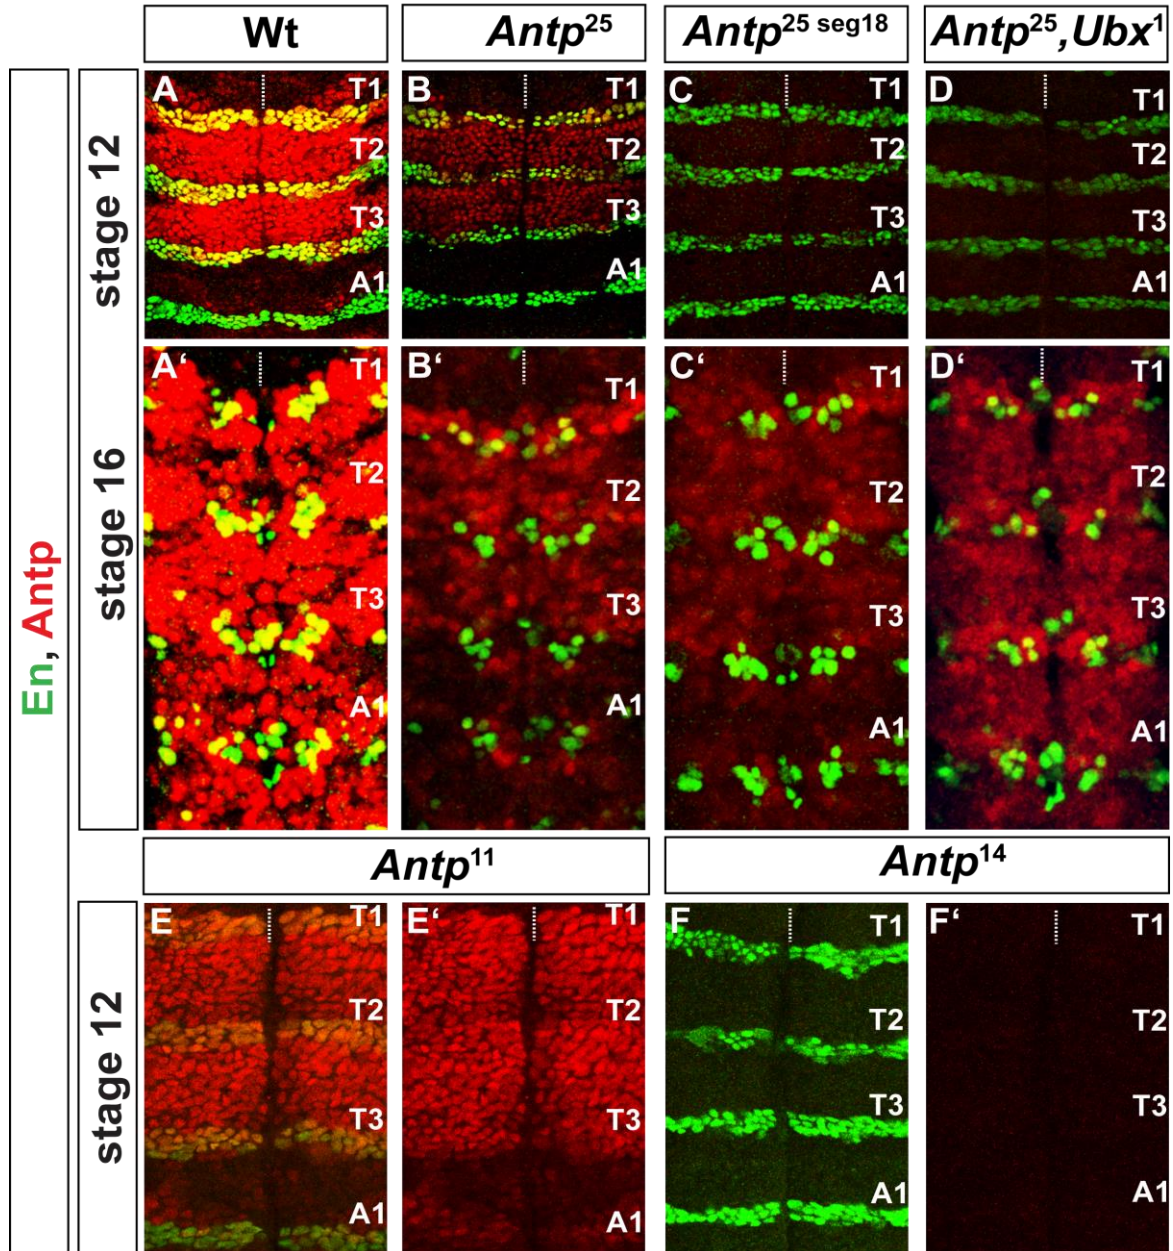 Wt
Antp²⁵
Antp²⁵ ˢᵉᵍ¹⁸
Antp²⁵,Ubx¹
En, Antp
stage 12
A
T1
T2
T3
A1
B
T1
T2
T3
A1
C
T1
T2
T3
A1
D
T1
T2
T3
A1
stage 16
A‘
T1
T2
T3
A1
B‘
T1
T2
T3
A1
C‘
T1
T2
T3
A1
D‘
T1
T2
T3
A1
Antp¹¹
Antp¹⁴
stage 12
E
T1
T2
T3
A1
E‘
T1
T2
T3
A1
F
T1
T2
T3
A1
F‘
T1
T2
T3
A1